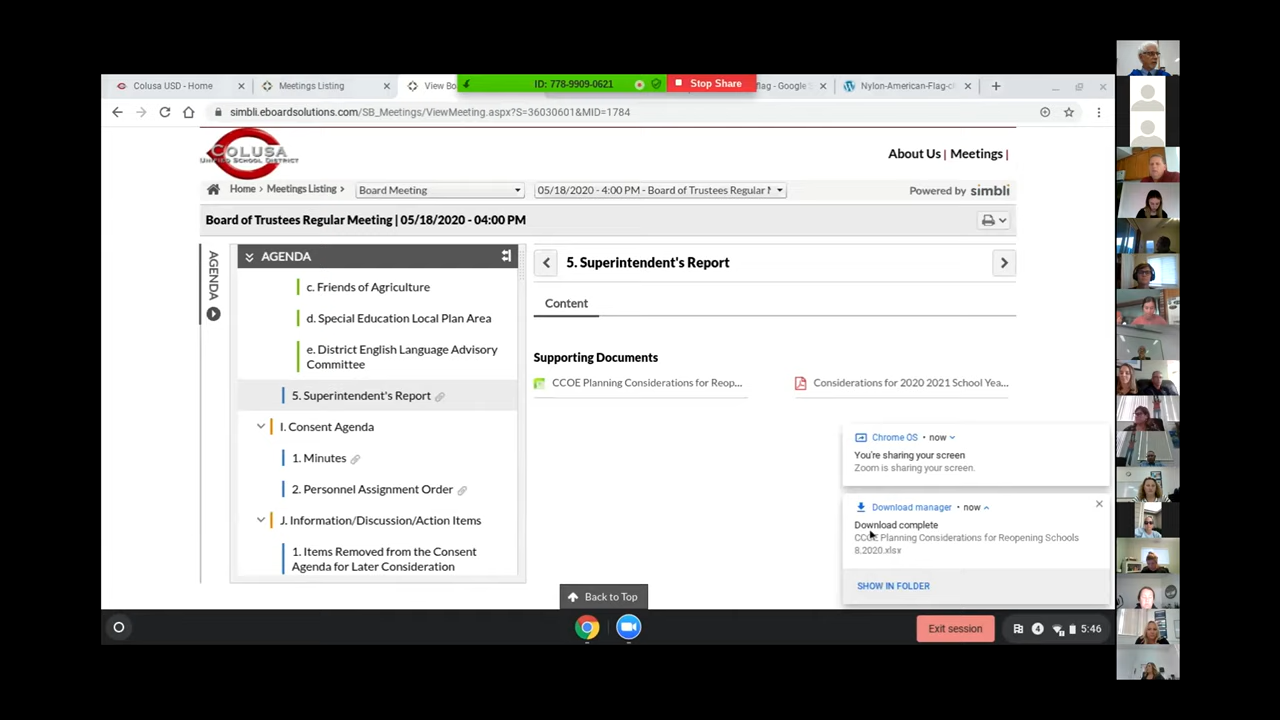 Colusa USD - Home
Meetings Listing
View Bo
ID: 778-9909-0621
Stop Share
flag - Google
Nylon-American-Flag-c
simbli.eboardsolutions.com/SB_Meetings/ViewMeeting.aspx?S=36030601&MID=1784
COLUSA
UNIFIED SCHOOL DISTRICT
About Us | Meetings |
Home › Meetings Listing ›
Board Meeting
05/18/2020 - 4:00 PM - Board of Trustees Regular
Powered by simbli
Board of Trustees Regular Meeting | 05/18/2020 - 04:00 PM
AGENDA
AGENDA
c. Friends of Agriculture
d. Special Education Local Plan Area
e. District English Language Advisory
Committee
5. Superintendent's Report
I. Consent Agenda
1. Minutes
2. Personnel Assignment Order
J. Information/Discussion/Action Items
1. Items Removed from the Consent
Agenda for Later Consideration
5. Superintendent's Report
Content
Supporting Documents
CCOE Planning Considerations for Reop...
Considerations for 2020 2021 School Yea...
Chrome OS • now
You're sharing your screen
Zoom is sharing your screen.
Download manager • now
Download complete
CCOE Planning Considerations for Reopening Schools
8.2020.xlsx
SHOW IN FOLDER
Back to Top
Exit session
4
5:46